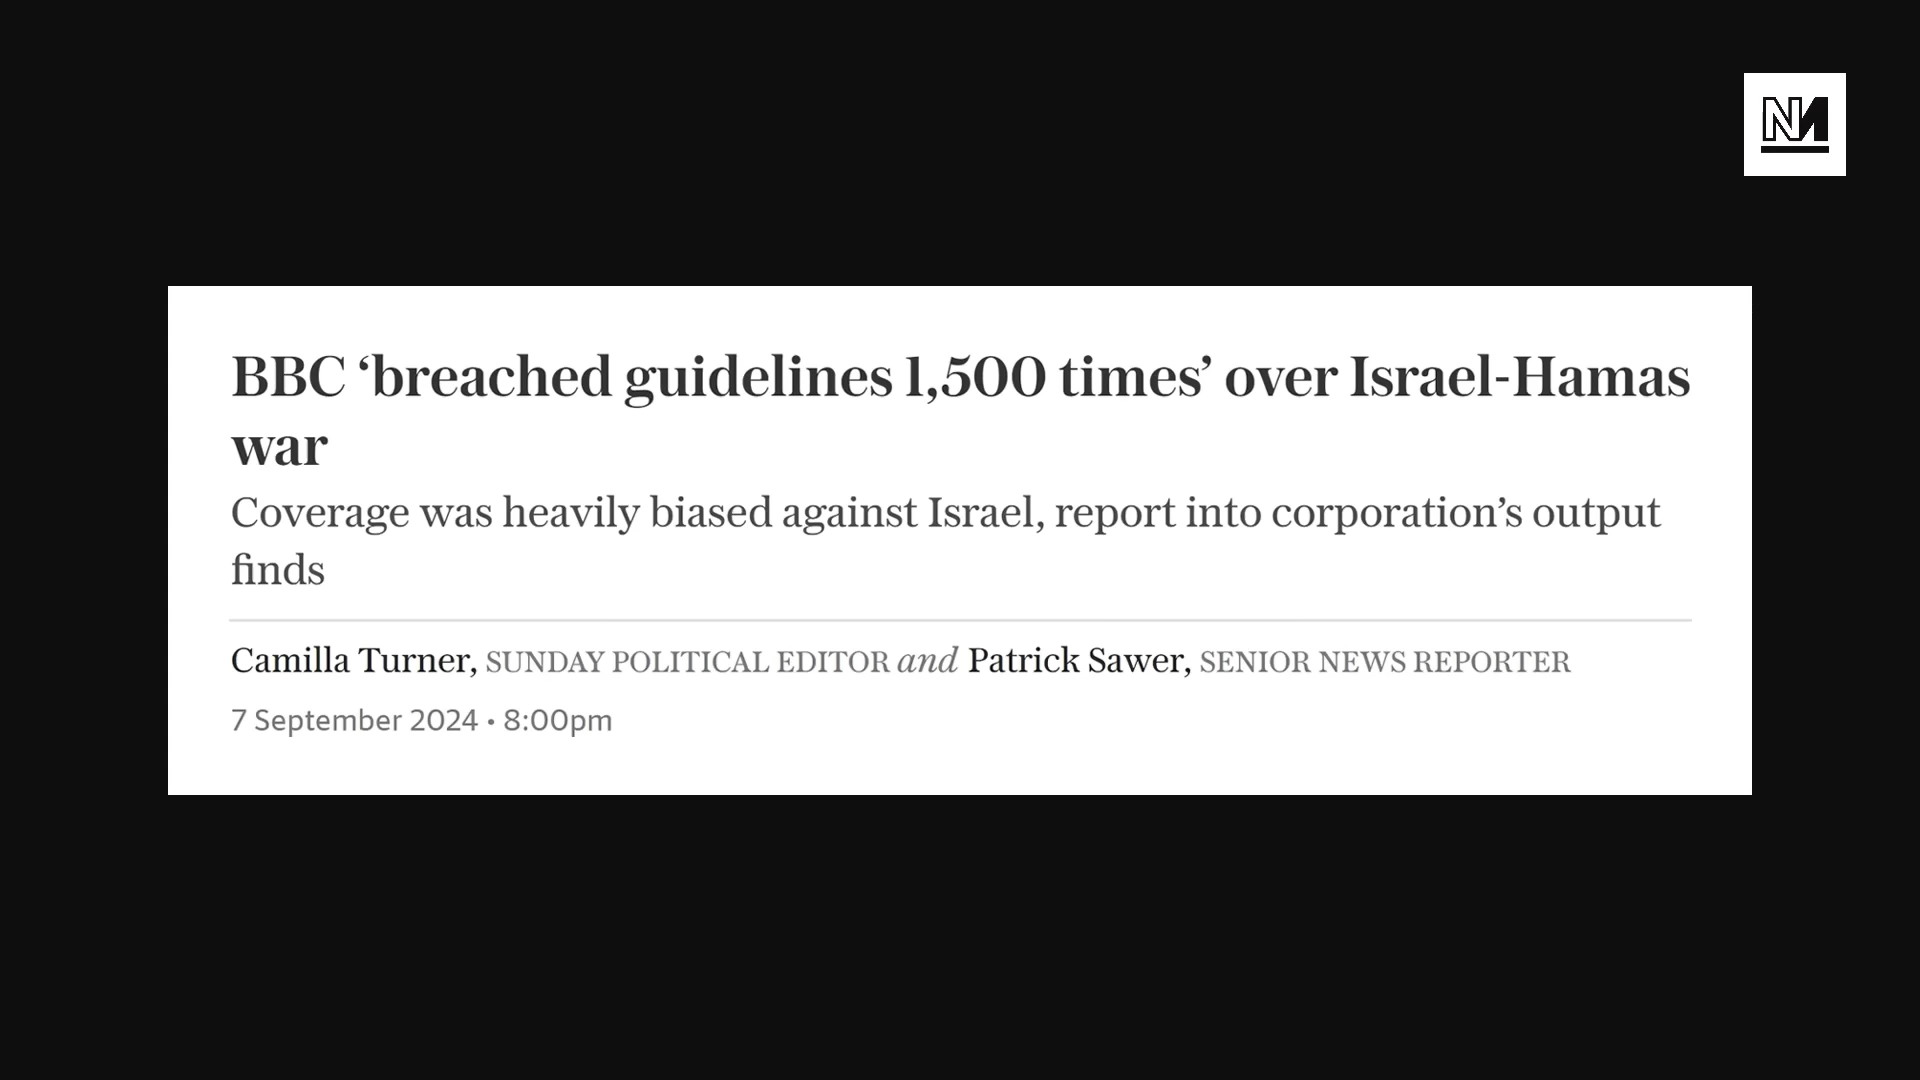 NM
BBC ‘breached guidelines 1,500 times’ over Israel-Hamas
war
Coverage was heavily biased against Israel, report into corporation’s output
finds
Camilla Turner, SUNDAY POLITICAL EDITOR and Patrick Sawer, SENIOR NEWS REPORTER
7 September 2024 • 8:00pm